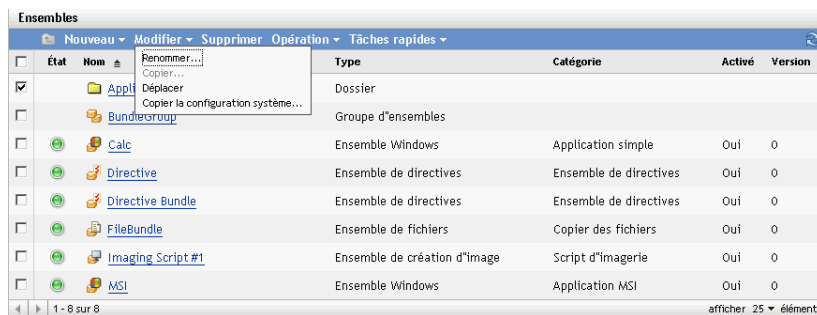 Ensembles
Nouveau Modifier Supprimer Opération Tâches rapides
État Nom Type Catégorie Activé Version
Renommer...
Copier...
Déplacer
Copier la configuration système...
Appli Dossier
BundleGroup Groupe d"ensembles
Calc Ensemble Windows Application simple Oui 0
Directive Ensemble de directives Ensemble de directives Oui 0
Directive Bundle Ensemble de directives Ensemble de directives Oui 0
FileBundle Ensemble de fichiers Copier des fichiers Oui 0
Imaging Script #1 Ensemble de création d"image Script d"imagerie Oui 0
MSI Ensemble Windows Application MSI Oui 0
1 - 8 sur 8 afficher 25 élément